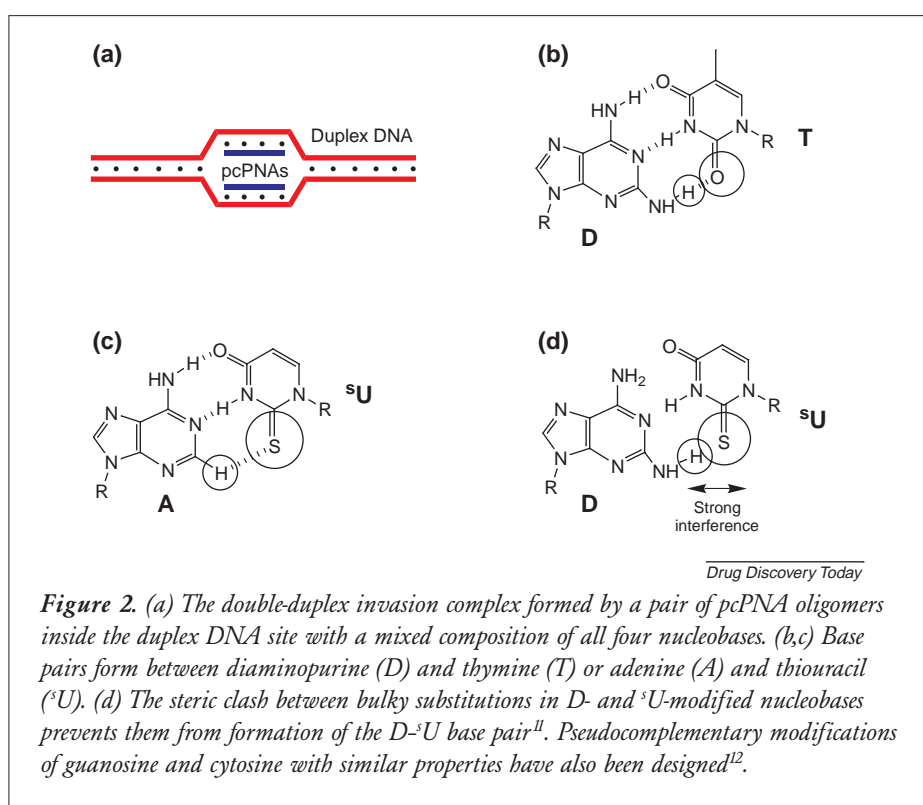 (a)
Duplex DNA
pcPNAs
(b)
HN
H
O
N
H
N
N
R
T
N
N
N
N
R
NH
H
O
D
(c)
HN
H
O
N
H
N
N
R
sU
N
N
N
N
R
H
S
A
(d)
NH2
O
N
H
N
N
R
sU
N
N
N
N
R
NH
H
S
D
Strong
interference
Drug Discovery Today
Figure 2. (a) The double-duplex invasion complex formed by a pair of pcPNA oligomers
inside the duplex DNA site with a mixed composition of all four nucleobases. (b,c) Base
pairs form between diaminopurine (D) and thymine (T) or adenine (A) and thiouracil
(sU). (d) The steric clash between bulky substitutions in D- and sU-modified nucleobases
prevents them from formation of the D–sU base pair11. Pseudocomplementary modifications
of guanosine and cytosine with similar properties have also been designed12.